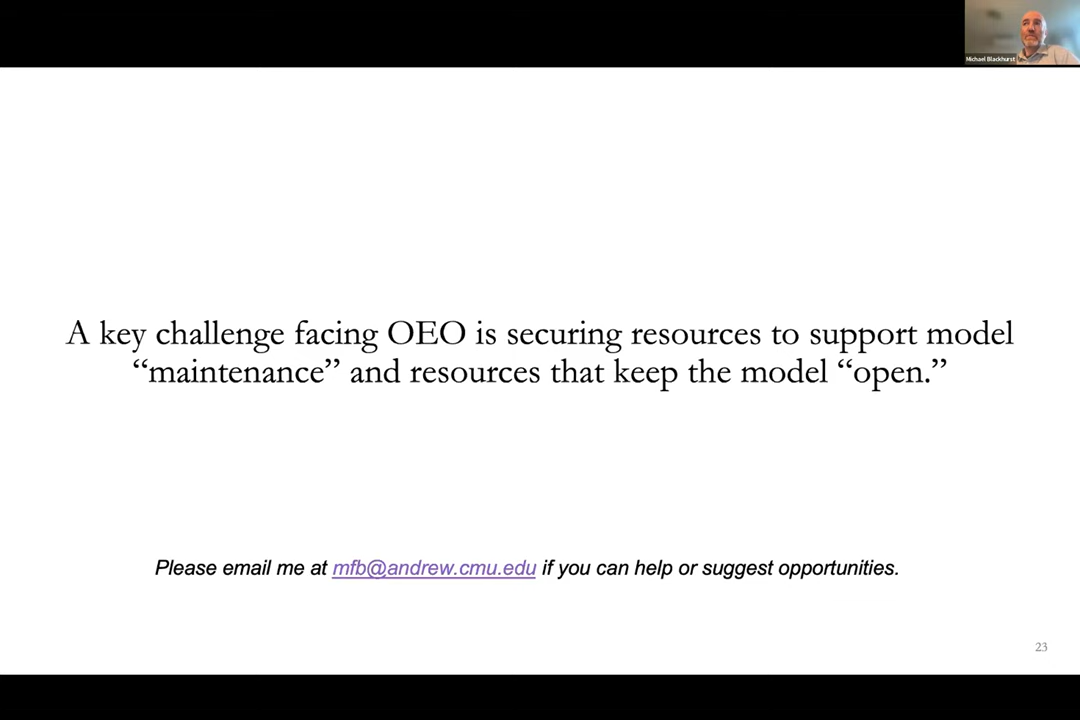 Michael Blackhurst
A key challenge facing OEO is securing resources to support model
“maintenance” and resources that keep the model “open.”
Please email me at mfb@andrew.cmu.edu if you can help or suggest opportunities.
23